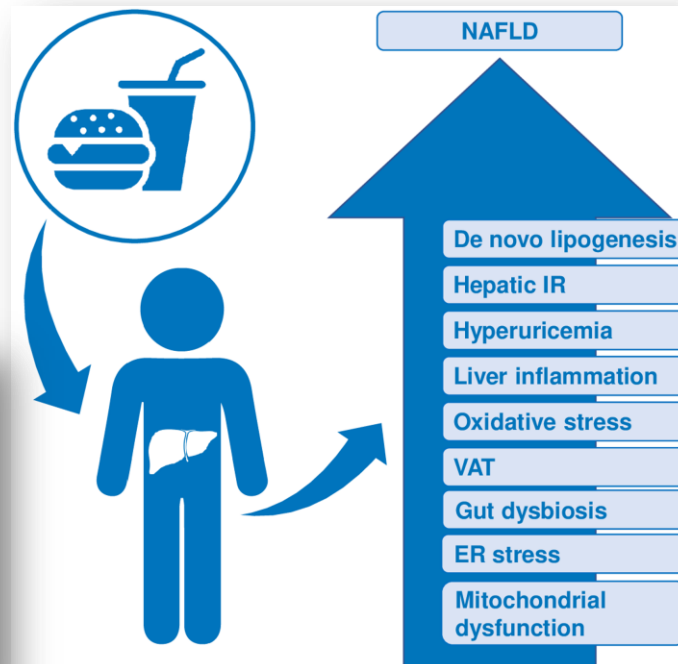 NAFLD
De novo lipogenesis
Hepatic IR
Hyperuricemia
Liver inflammation
Oxidative stress
VAT
Gut dysbiosis
ER stress
Mitochondrial
dysfunction